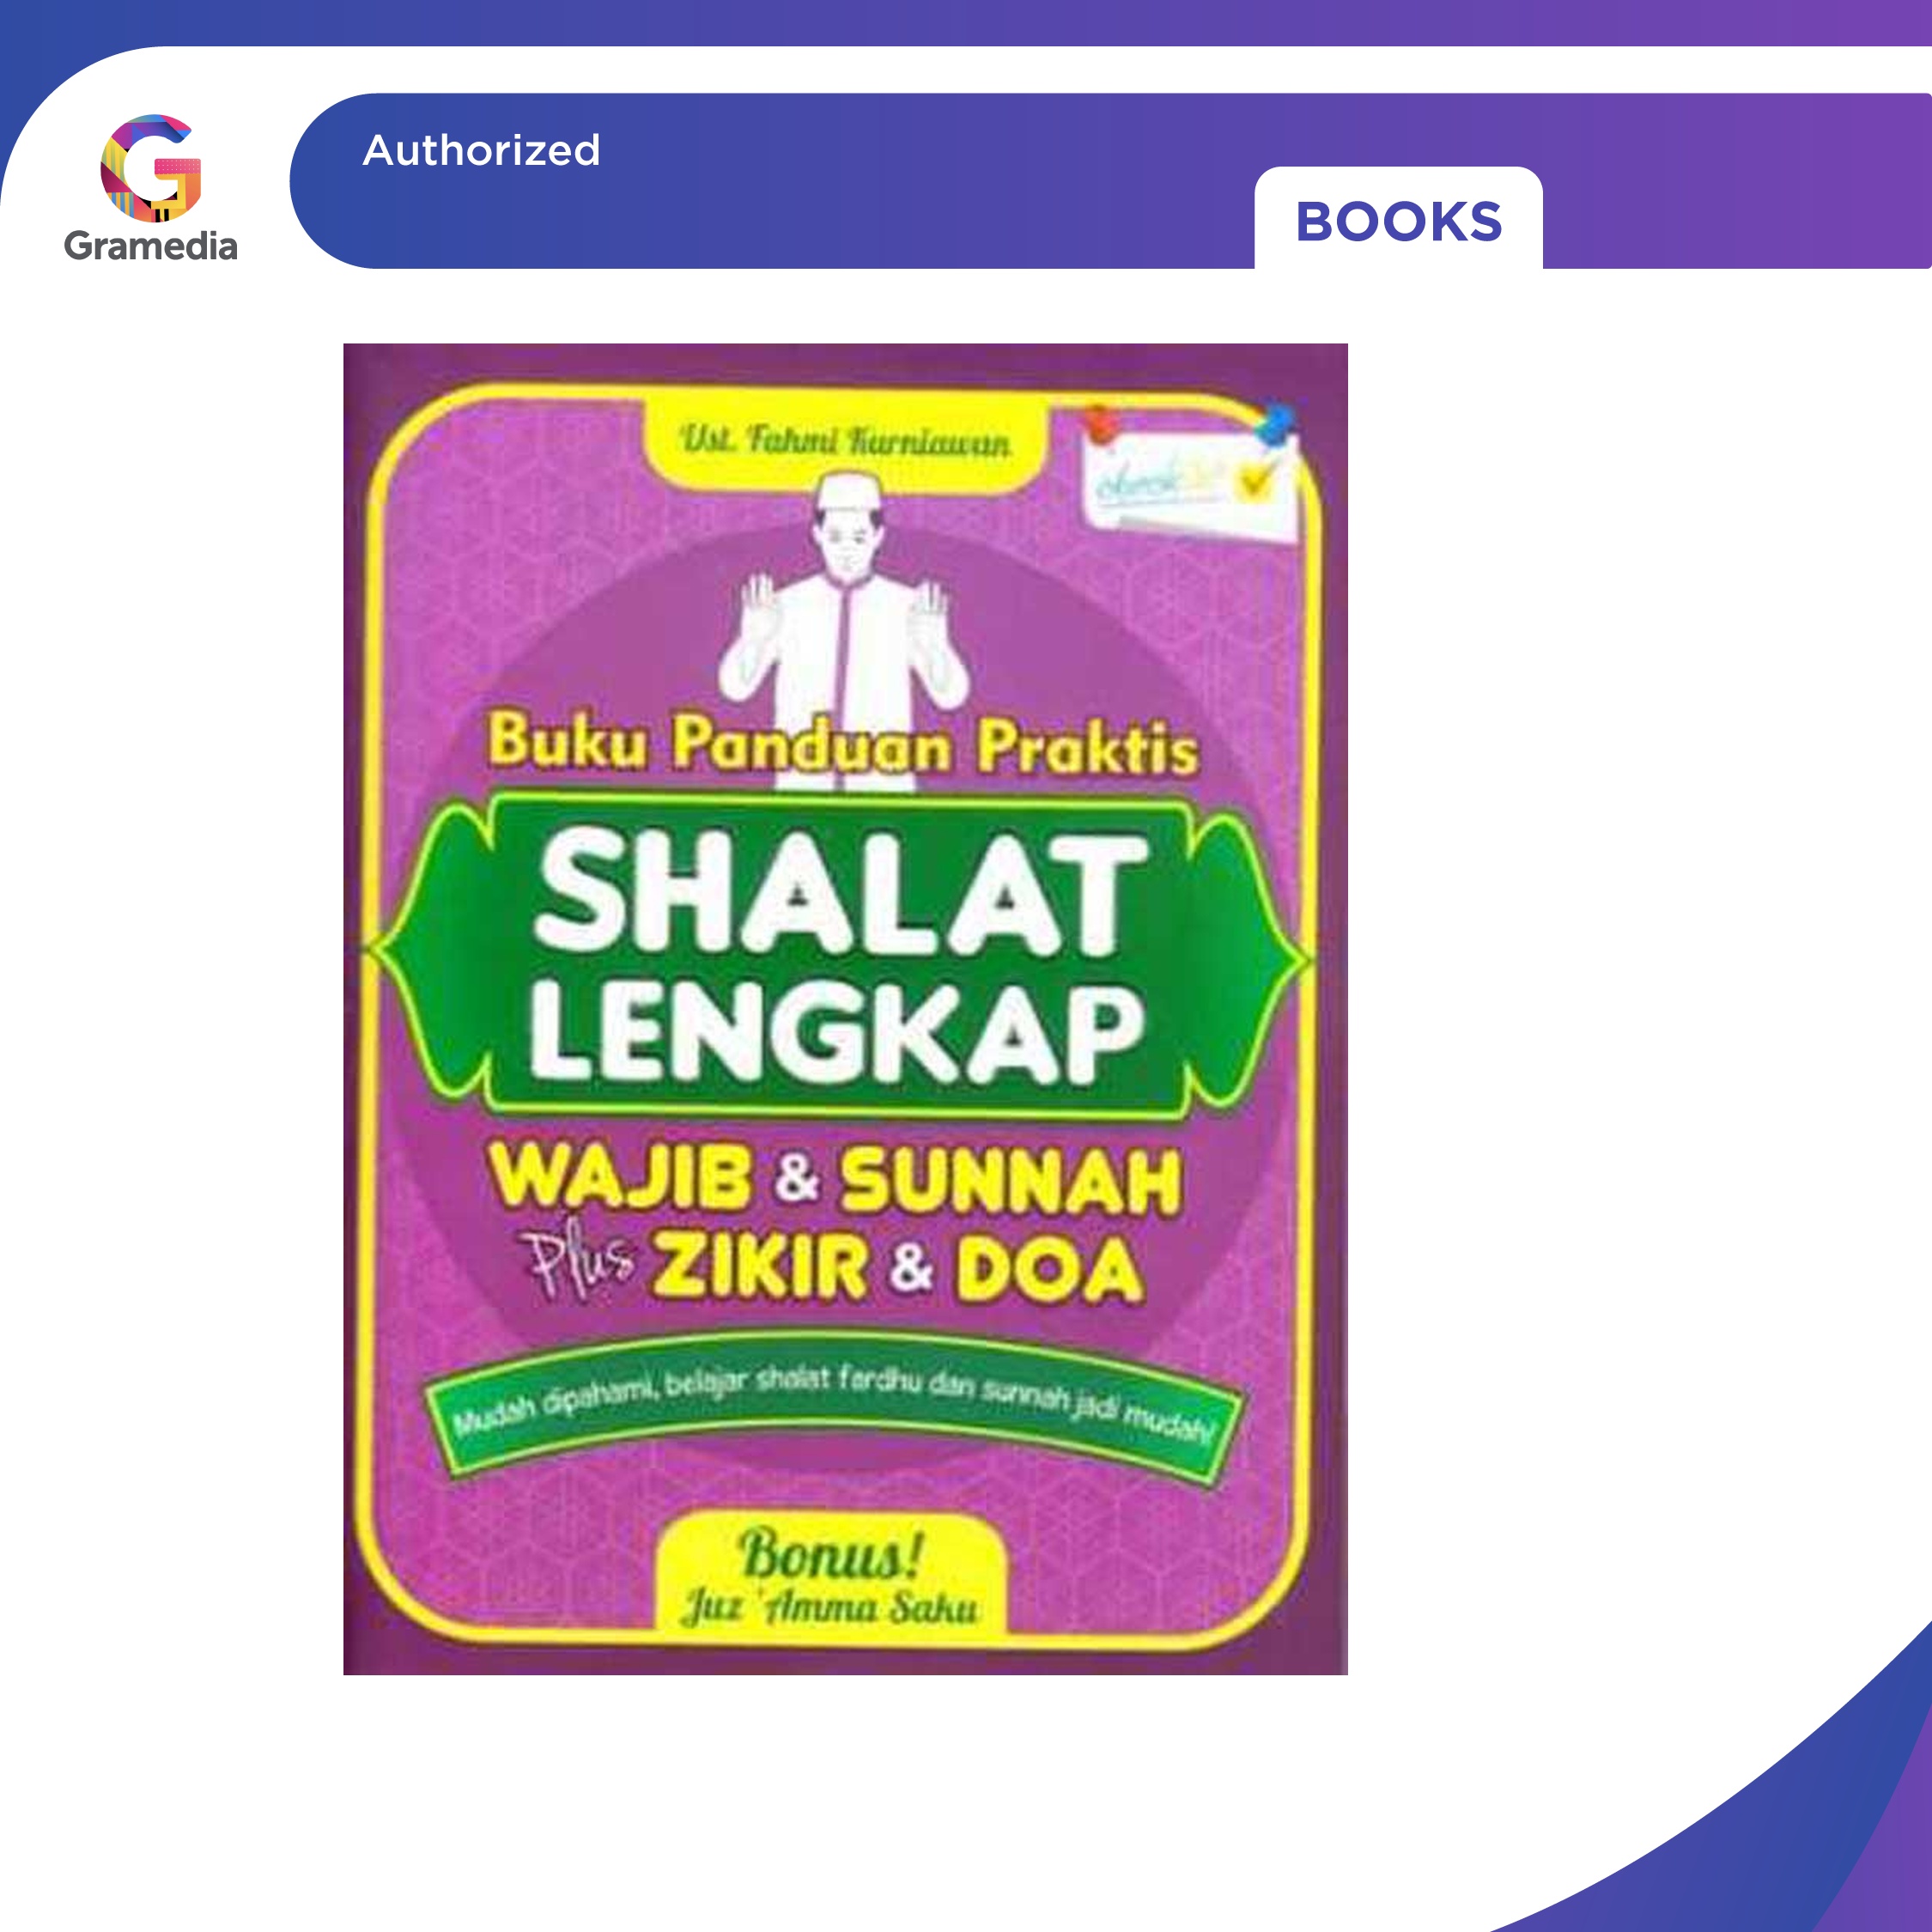 Authorized
Gramedia
BOOKS
Ust. Fahmi Kurniawan
Buku Panduan Praktis
SHALAT
LENGKAP
WAJIB & SUNNAH
Plus ZIKIR & DOA
Mudah dipahami, belajar shalat fardhu dan sunnah jadi mudah!
Bonus!
Juz 'Amma Saku